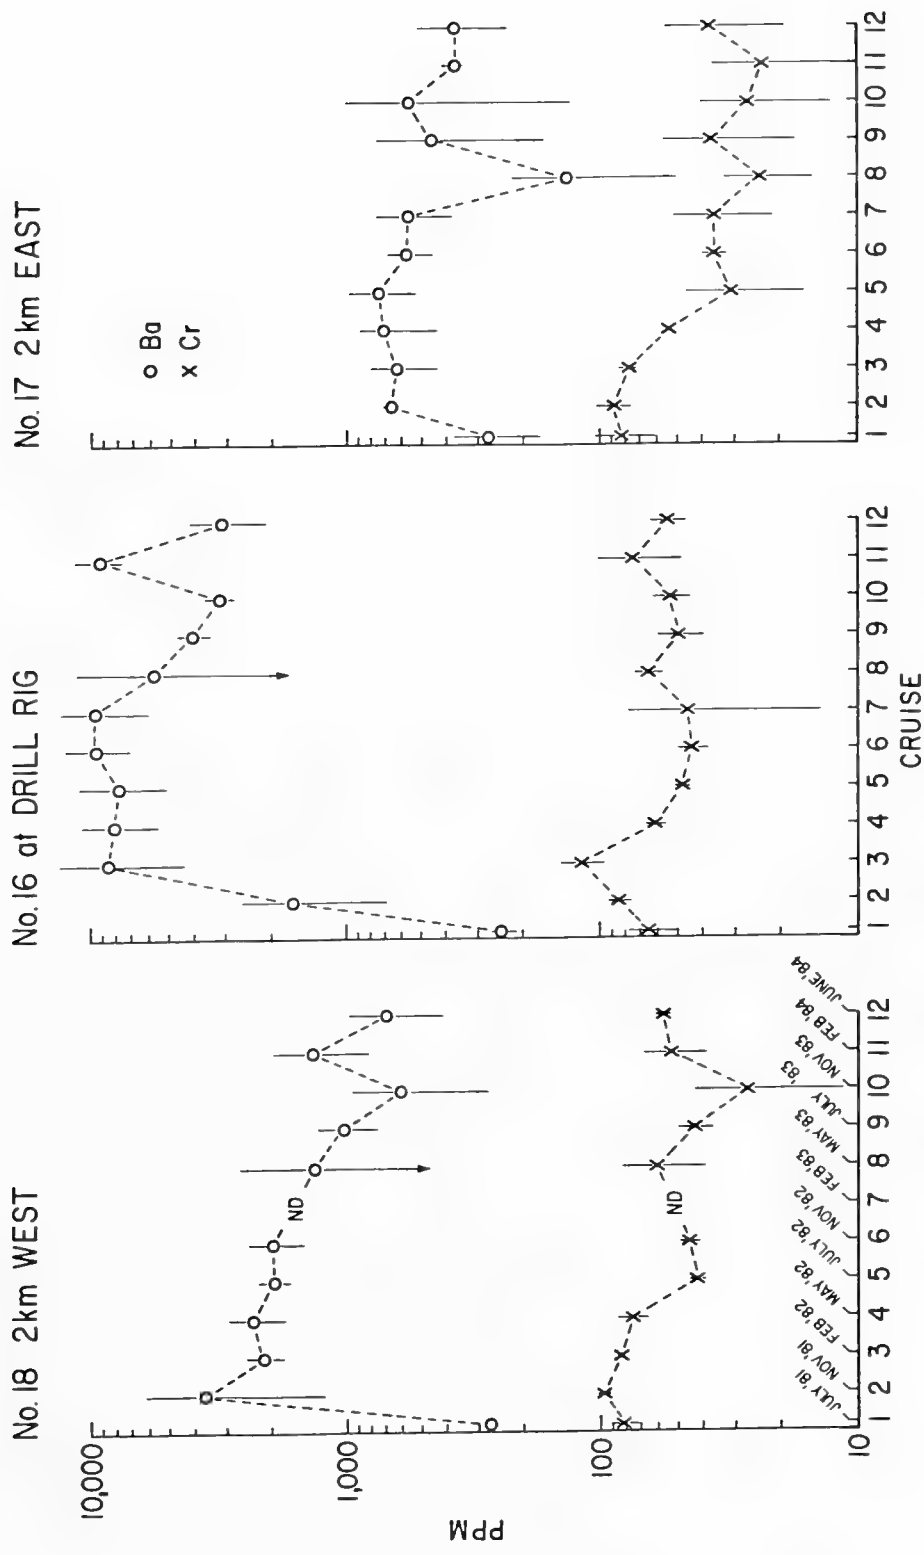 No. 18 2km WEST
No. 16 at DRILL RIG
No. 17 2km EAST
o Ba
x Cr
10,000
1,000
100
10
PPM
ND
ND
JULY '81
NOV '81
FEB '82
MAY '82
JULY '82
NOV '82
FEB '83
MAY '83
JULY '83
NOV '83
FEB '84
JUNE '84
1 2 3 4 5 6 7 8 9 10 11 12
1 2 3 4 5 6 7 8 9 10 11 12
1 2 3 4 5 6 7 8 9 10 11 12
CRUISE